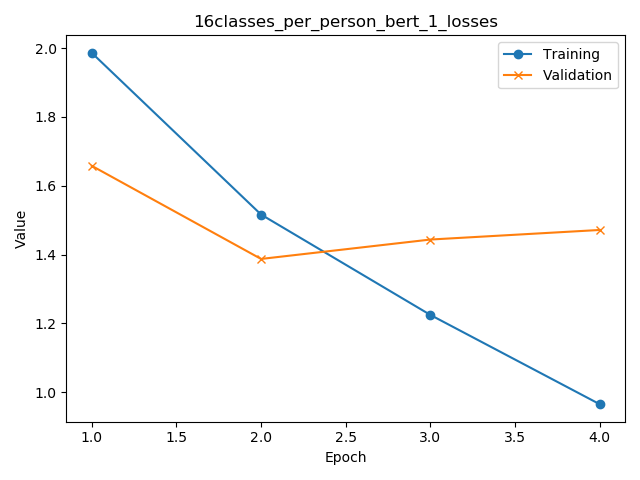 16classes_per_person_bert_1_losses
Training
Validation
Value
2.0
1.8
1.6
1.4
1.2
1.0
1.0 1.5 2.0 2.5 3.0 3.5 4.0
Epoch